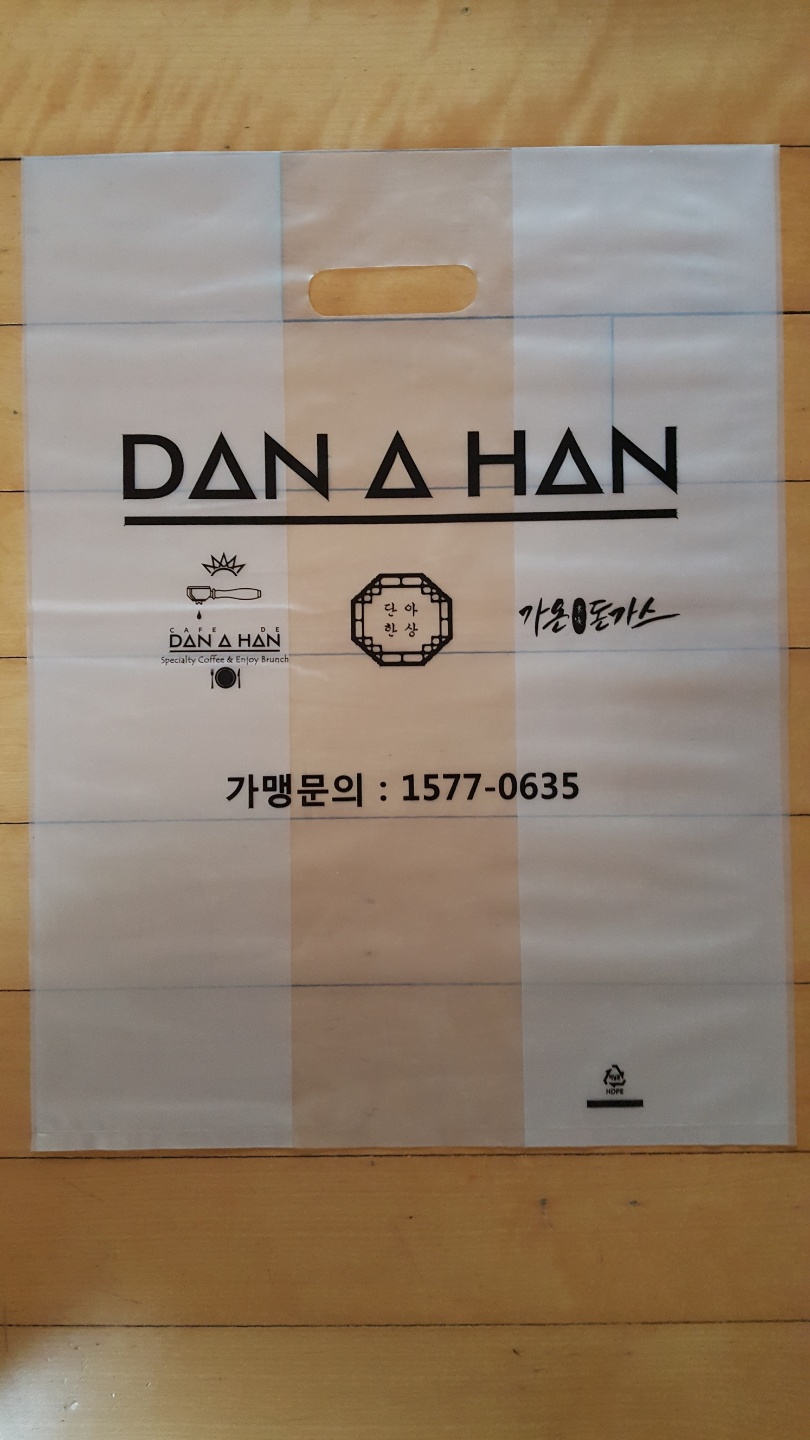 DAN A HAN
CAFE DE
DAN A HAN
Specialty Coffee & Enjoy Brunch
단아
한상
가온 돈가스
가맹문의 : 1577-0635
HDPE